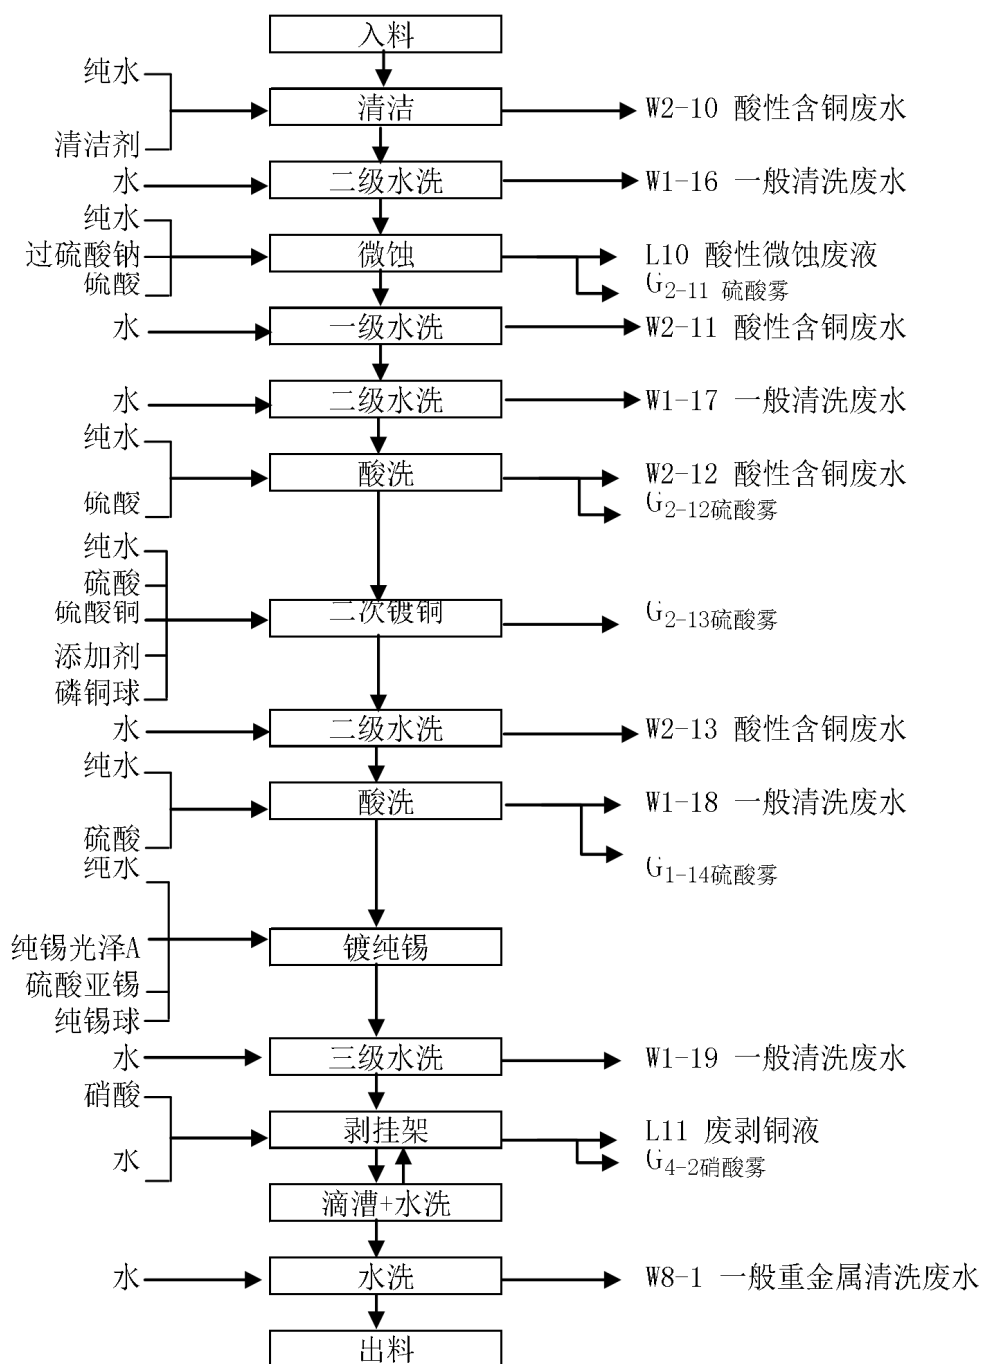 入料
纯水
清洁剂
清洁
W2-10 酸性含铜废水
水
二级水洗
W1-16 一般清洗废水
纯水
过硫酸钠
硫酸
微蚀
L10 酸性微蚀废液
G2-11 硫酸雾
水
一级水洗
W2-11 酸性含铜废水
水
二级水洗
W1-17 一般清洗废水
纯水
硫酸
酸洗
W2-12 酸性含铜废水
G2-12硫酸雾
纯水
硫酸
硫酸铜
添加剂
磷铜球
二次镀铜
G2-13硫酸雾
水
二级水洗
W2-13 酸性含铜废水
纯水
硫酸
酸洗
W1-18 一般清洗废水
G1-14硫酸雾
纯水
纯锡光泽A
硫酸亚锡
纯锡球
镀纯锡
水
三级水洗
W1-19 一般清洗废水
硝酸
水
剥挂架
L11 废剥铜液
G4-2硝酸雾
滴漕+水洗
水
水洗
W8-1 一般重金属清洗废水
出料